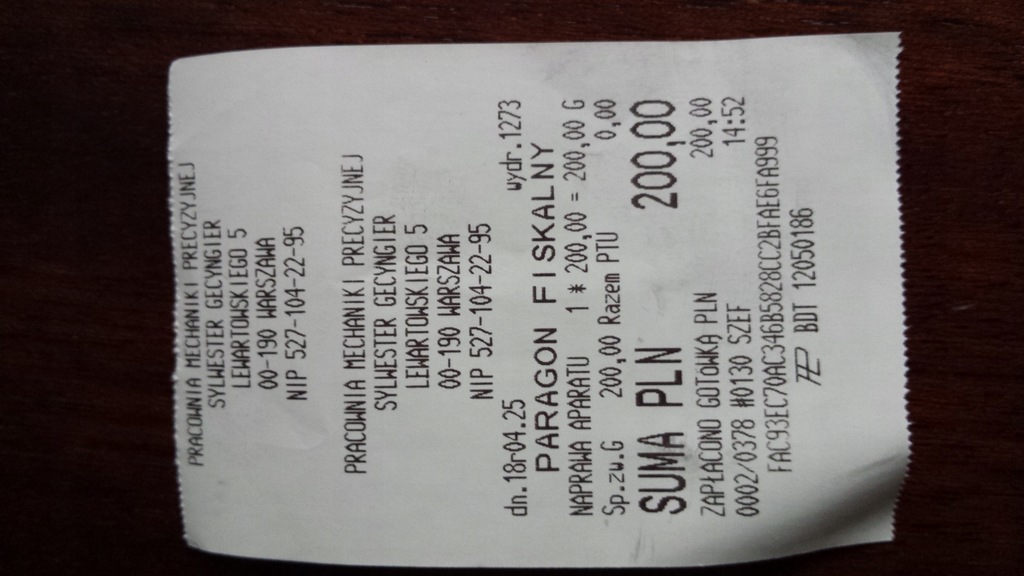 PRACOWNIA MECHANIKI PRECYZYJNEJ
SYLWESTER GECYNGIER
LEWARTOWSKIEGO 5
00-190 WARSZAWA
NIP 527-104-22-95
PRACOWNIA MECHANIKI PRECYZYJNEJ
SYLWESTER GECYNGIER
LEWARTOWSKIEGO 5
00-190 WARSZAWA
NIP 527-104-22-95
dn.18r04.25 wydr.1273
PARAGON FISKALNY
NAPRAWA APARATU 1 * 200,00 = 200,00 G
Sp.zw.G 200,00 Razem PTU 0,00
SUMA PLN 200,00
ZAPŁACONO GOTÓWKĄ PLN 200,00
0002/0378 #0130 SZEF 14:52
FAC93EC70AC346B5828CC2BFAE6FA999
BDT 12050186